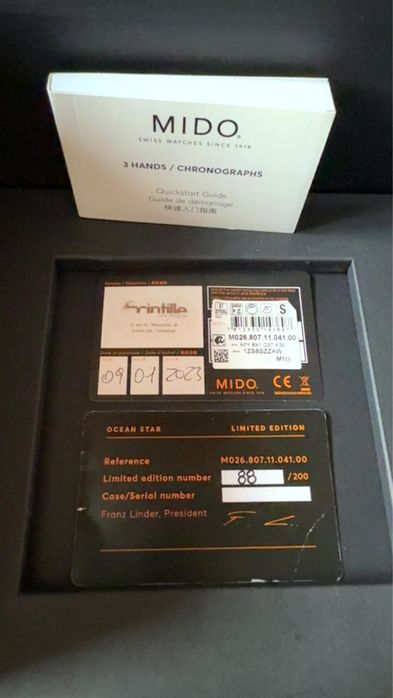 MIDO
SWISS WATCHES SINCE 1918
3 HANDS / CHRONOGRAPHS
Quickstart Guide
Guide de démarrage
快速入门指南
Scintille
S
M026.807.11.041.00
M1()
Date of purchase / Date d'achat /
09 01 2023
MIDO
SWISS WATCHES SINCE 1918
CE
OCEAN STAR LIMITED EDITION
Reference M026.807.11.041.00
Limited edition number 88 /200
Case/Serial number
Franz Linder, President